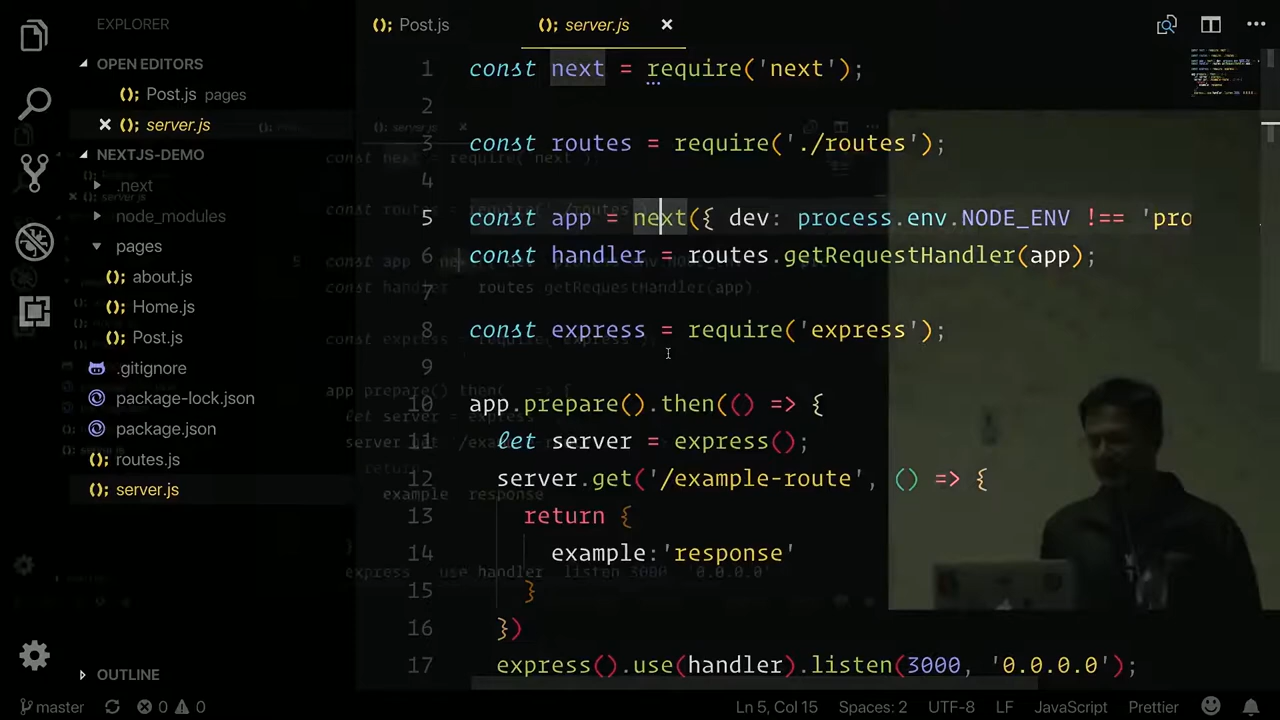 EXPLORER
OPEN EDITORS
Post.js pages
server.js
NEXTJS-DEMO
.next
node_modules
pages
about.js
Home.js
Post.js
.gitignore
package-lock.json
package.json
routes.js
server.js
OUTLINE
Post.js
server.js
1 const next = require('next');
2
3 const routes = require('./routes');
4
5 const app = next({ dev: process.env.NODE_ENV !== 'pro
6 const handler = routes.getRequestHandler(app);
7
8 const express = require('express');
9
10 app.prepare().then(() => {
11 let server = express();
12 server.get('/example-route', () => {
13 return {
14 example:'response'
15 }
16 })
17 express().use(handler).listen(3000, '0.0.0.0');
master 0 0 Ln 5, Col 15 Spaces: 2 UTF-8 LF JavaScript Prettier